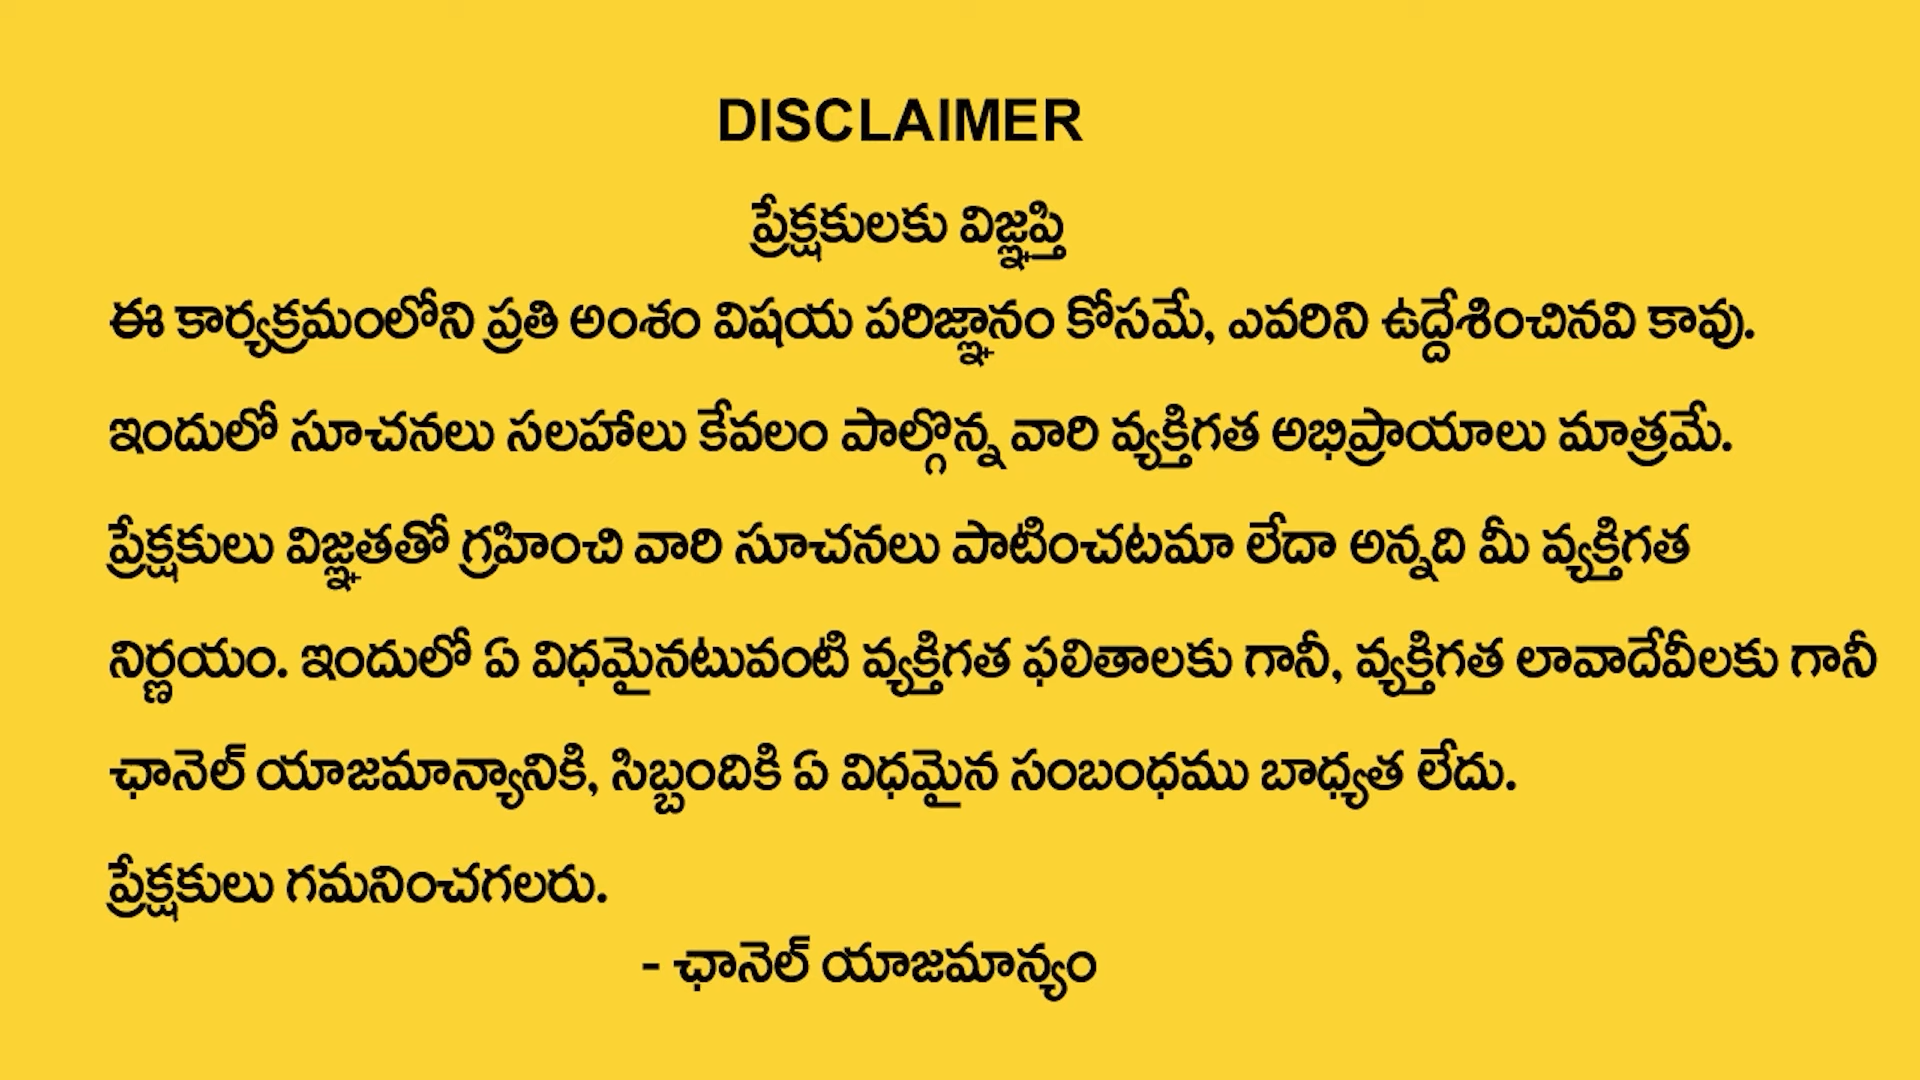 DISCLAIMER
ప్రేక్షకులకు విజ్ఞప్తి
ఈ కార్యక్రమంలోని ప్రతి అంశం విషయ పరిజ్ఞానం కోసమే, ఎవరిని ఉద్దేశించినవి కావు.
ఇందులో సూచనలు సలహాలు కేవలం పాల్గొన్న వారి వ్యక్తిగత అభిప్రాయాలు మాత్రమే.
ప్రేక్షకులు విజ్ఞతతో గ్రహించి వారి సూచనలు పాటించటమా లేదా అన్నది మీ వ్యక్తిగత
నిర్ణయం. ఇందులో ఏ విధమైనటువంటి వ్యక్తిగత ఫలితాలకు గానీ, వ్యక్తిగత లావాదేవీలకు గానీ
ఛానెల్ యాజమాన్యానికి, సిబ్బందికి ఏ విధమైన సంబంధము బాధ్యత లేదు.
ప్రేక్షకులు గమనించగలరు.
- ఛానెల్ యాజమాన్యం